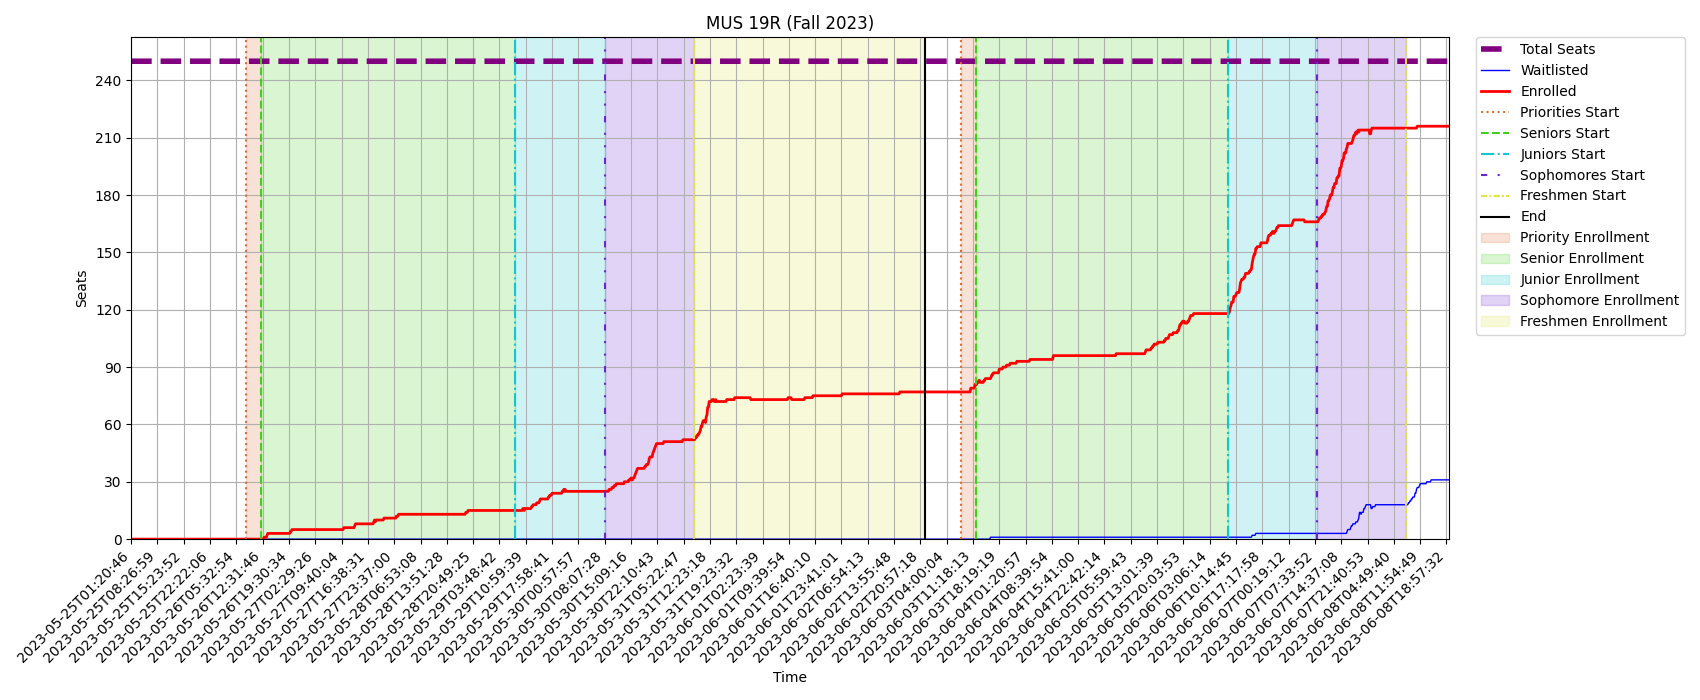 MUS 19R (Fall 2023)
Seats
240
210
180
150
120
90
60
30
0
2023-05-25T01:20:46
2023-05-25T08:26:59
2023-05-25T15:23:52
2023-05-25T22:22:06
2023-05-26T05:32:54
2023-05-26T12:31:46
2023-05-26T19:30:34
2023-05-27T02:29:26
2023-05-27T09:40:04
2023-05-27T16:38:31
2023-05-27T23:37:00
2023-05-28T06:53:08
2023-05-28T13:51:28
2023-05-28T20:49:25
2023-05-29T03:48:42
2023-05-29T10:59:39
2023-05-29T17:58:41
2023-05-30T00:57:57
2023-05-30T08:07:28
2023-05-30T15:09:16
2023-05-30T22:10:43
2023-05-31T05:22:47
2023-05-31T12:23:18
2023-05-31T19:23:32
2023-06-01T02:23:39
2023-06-01T09:39:54
2023-06-01T16:40:10
2023-06-01T23:41:01
2023-06-02T06:54:13
2023-06-02T13:55:48
2023-06-02T20:57:18
2023-06-03T04:00:04
2023-06-03T11:18:13
2023-06-03T18:19:19
2023-06-04T01:20:57
2023-06-04T08:39:54
2023-06-04T15:41:00
2023-06-04T22:42:14
2023-06-05T05:59:43
2023-06-05T13:01:39
2023-06-05T20:03:53
2023-06-06T03:06:14
2023-06-06T10:14:45
2023-06-06T17:17:58
2023-06-07T00:19:12
2023-06-07T07:33:52
2023-06-07T14:37:08
2023-06-07T21:40:53
2023-06-08T04:49:40
2023-06-08T11:54:49
2023-06-08T18:57:32
Time
Total Seats
Waitlisted
Enrolled
Priorities Start
Seniors Start
Juniors Start
Sophomores Start
Freshmen Start
End
Priority Enrollment
Senior Enrollment
Junior Enrollment
Sophomore Enrollment
Freshmen Enrollment